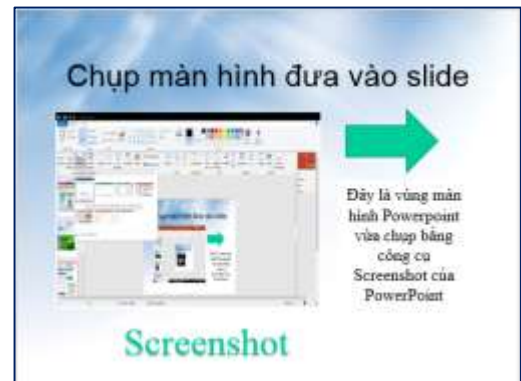 Chụp màn hình đưa vào slide
Đây là vùng màn
hình Powerpoint
vừa chụp bằng
công cụ
Screenshot của
PowerPoint
Screenshot